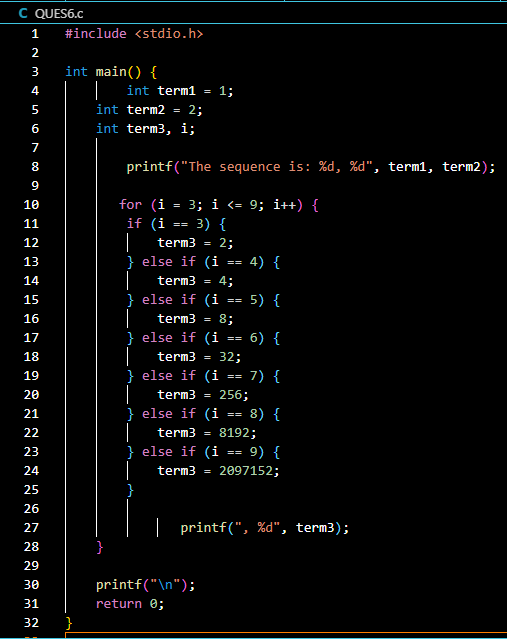 C QUES6.c
1 #include <stdio.h>
2
3 int main() {
4 int term1 = 1;
5 int term2 = 2;
6 int term3, i;
7
8 printf("The sequence is: %d, %d", term1, term2);
9
10 for (i = 3; i <= 9; i++) {
11 if (i == 3) {
12 term3 = 2;
13 } else if (i == 4) {
14 term3 = 4;
15 } else if (i == 5) {
16 term3 = 8;
17 } else if (i == 6) {
18 term3 = 32;
19 } else if (i == 7) {
20 term3 = 256;
21 } else if (i == 8) {
22 term3 = 8192;
23 } else if (i == 9) {
24 term3 = 2097152;
25 }
26
27 printf(", %d", term3);
28 }
29
30 printf("\n");
31 return 0;
32 }